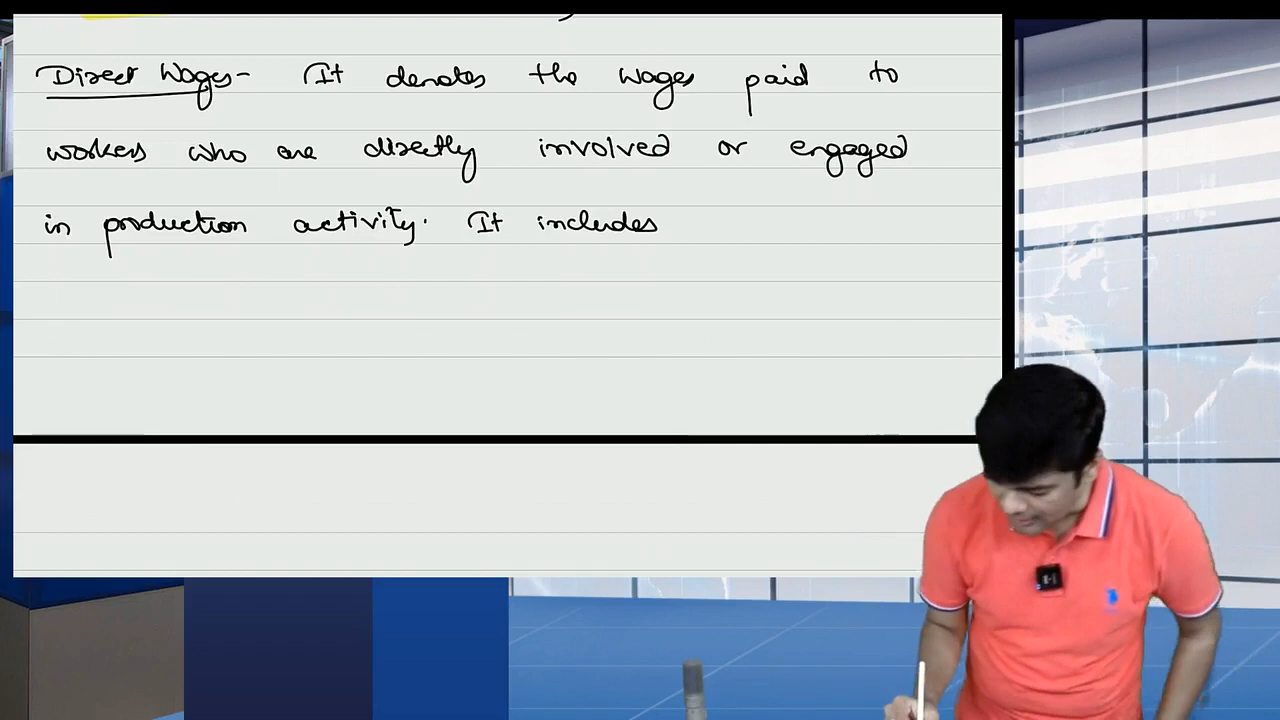 Direct Wages- It denotes the wages paid to
workers who are directly involved or engaged
in production activity. It includes